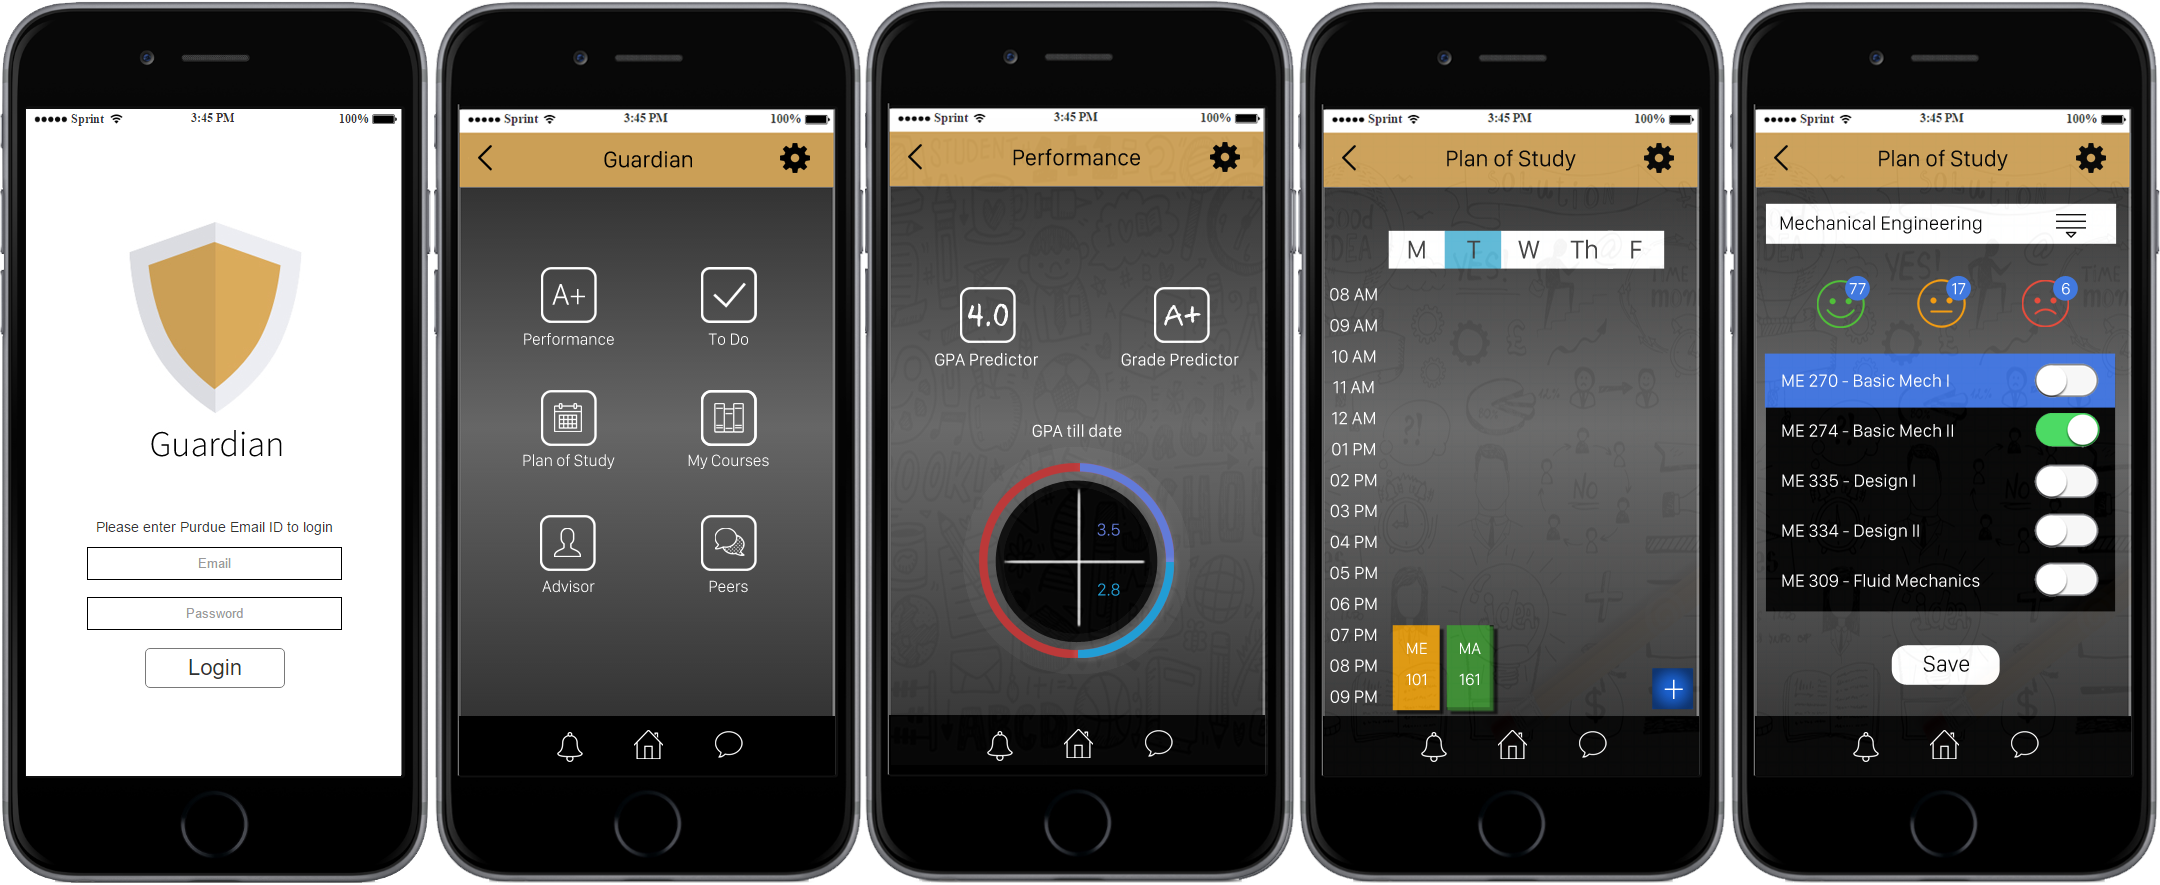 Sprint 3:45 PM 100%
Guardian
Please enter Purdue Email ID to login
Email
Password
Login
Sprint 3:45 PM 100%
Guardian
A+
Performance
To Do
Plan of Study
My Courses
Advisor
Peers
Sprint 3:45 PM 100%
Performance
4.0
GPA Predictor
A+
Grade Predictor
GPA till date
3.5
2.8
Sprint 3:45 PM 100%
Plan of Study
M T W Th F
08 AM
09 AM
10 AM
11 AM
12 AM
01 PM
02 PM
03 PM
04 PM
05 PM
06 PM
07 PM
08 PM
09 PM
ME
101
MA
161
+
Sprint 3:45 PM 100%
Plan of Study
Mechanical Engineering
77
17
6
ME 270 - Basic Mech I
ME 274 - Basic Mech II
ME 335 - Design I
ME 334 - Design II
ME 309 - Fluid Mechanics
Save